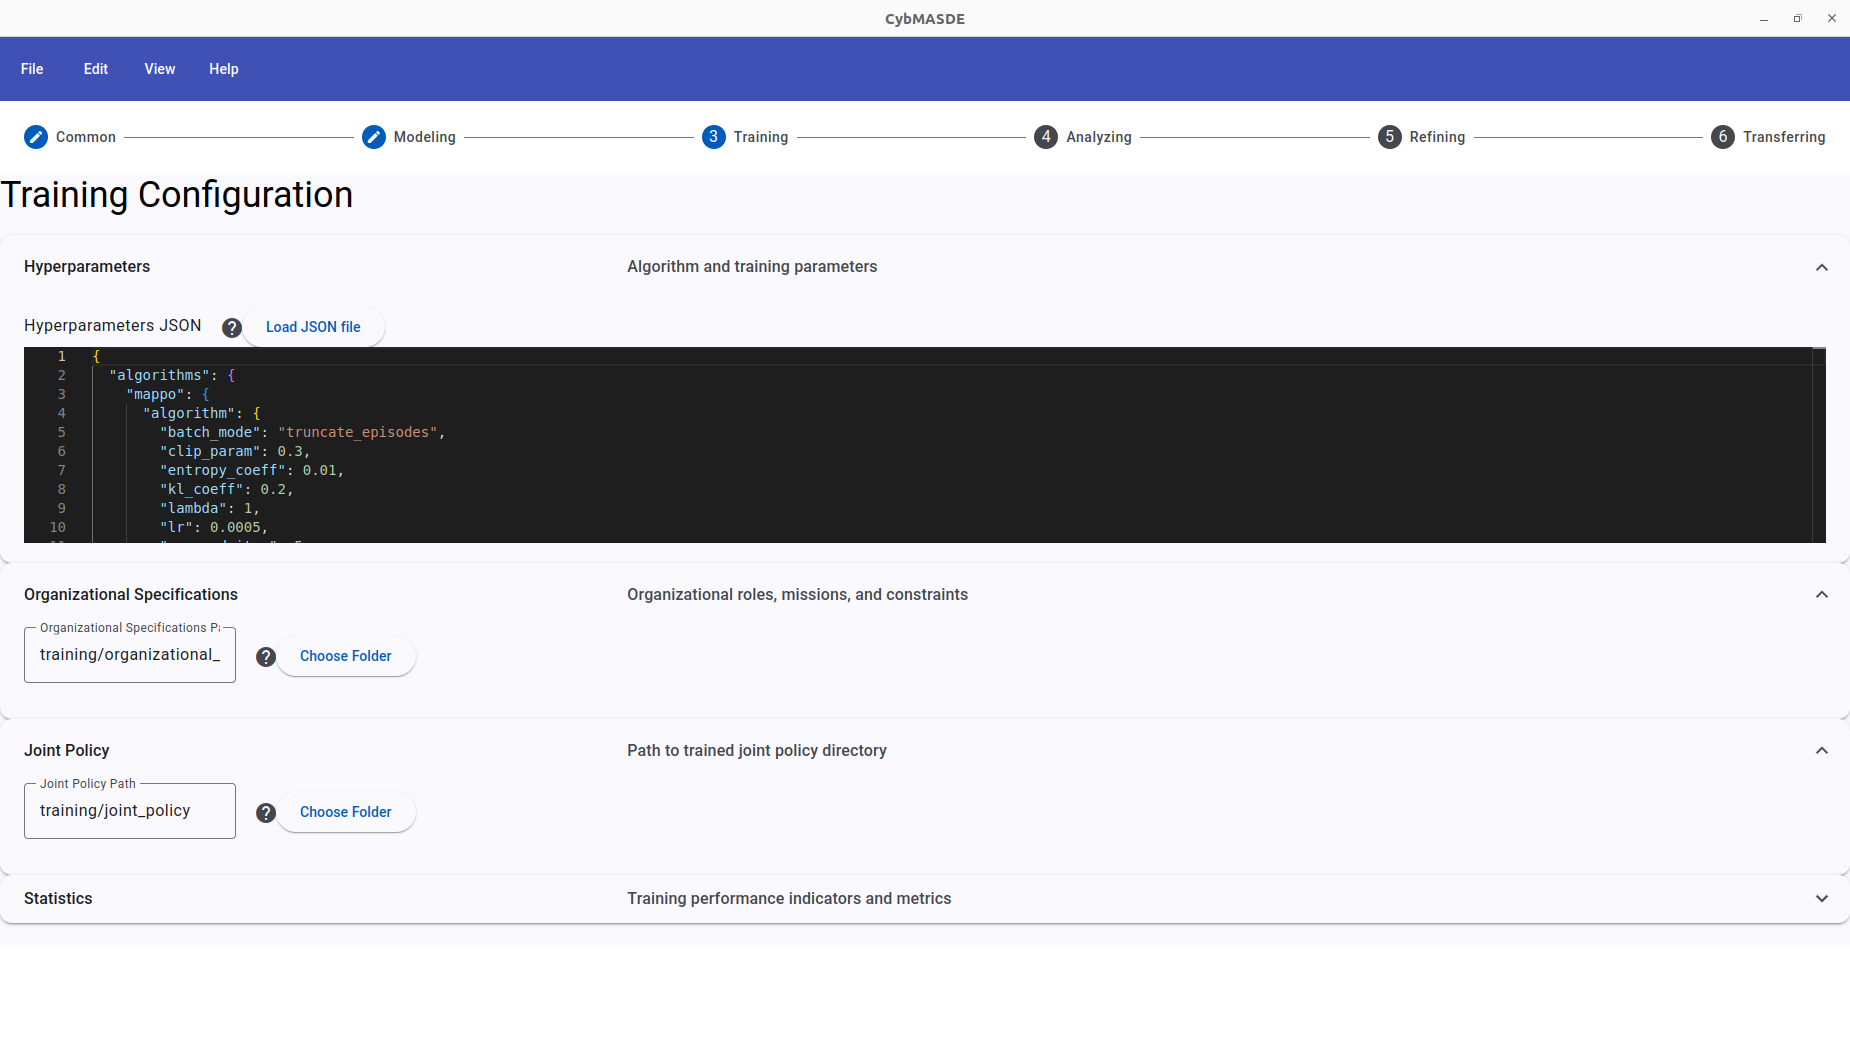 CybMASDE
File Edit View Help
Common Modeling 3 Training 4 Analyzing 5 Refining 6 Transferring
Training Configuration
Hyperparameters Algorithm and training parameters
Hyperparameters JSON ? Load JSON file
1 {
2 "algorithms": {
3 "mappo": {
4 "algorithm": {
5 "batch_mode": "truncate_episodes",
6 "clip_param": 0.3,
7 "entropy_coeff": 0.01,
8 "kl_coeff": 0.2,
9 "lambda": 1,
10 "lr": 0.0005,
Organizational Specifications Organizational roles, missions, and constraints
Organizational Specifications
training/organizational_ ? Choose Folder
Joint Policy Path to trained joint policy directory
Joint Policy Path
training/joint_policy ? Choose Folder
Statistics Training performance indicators and metrics